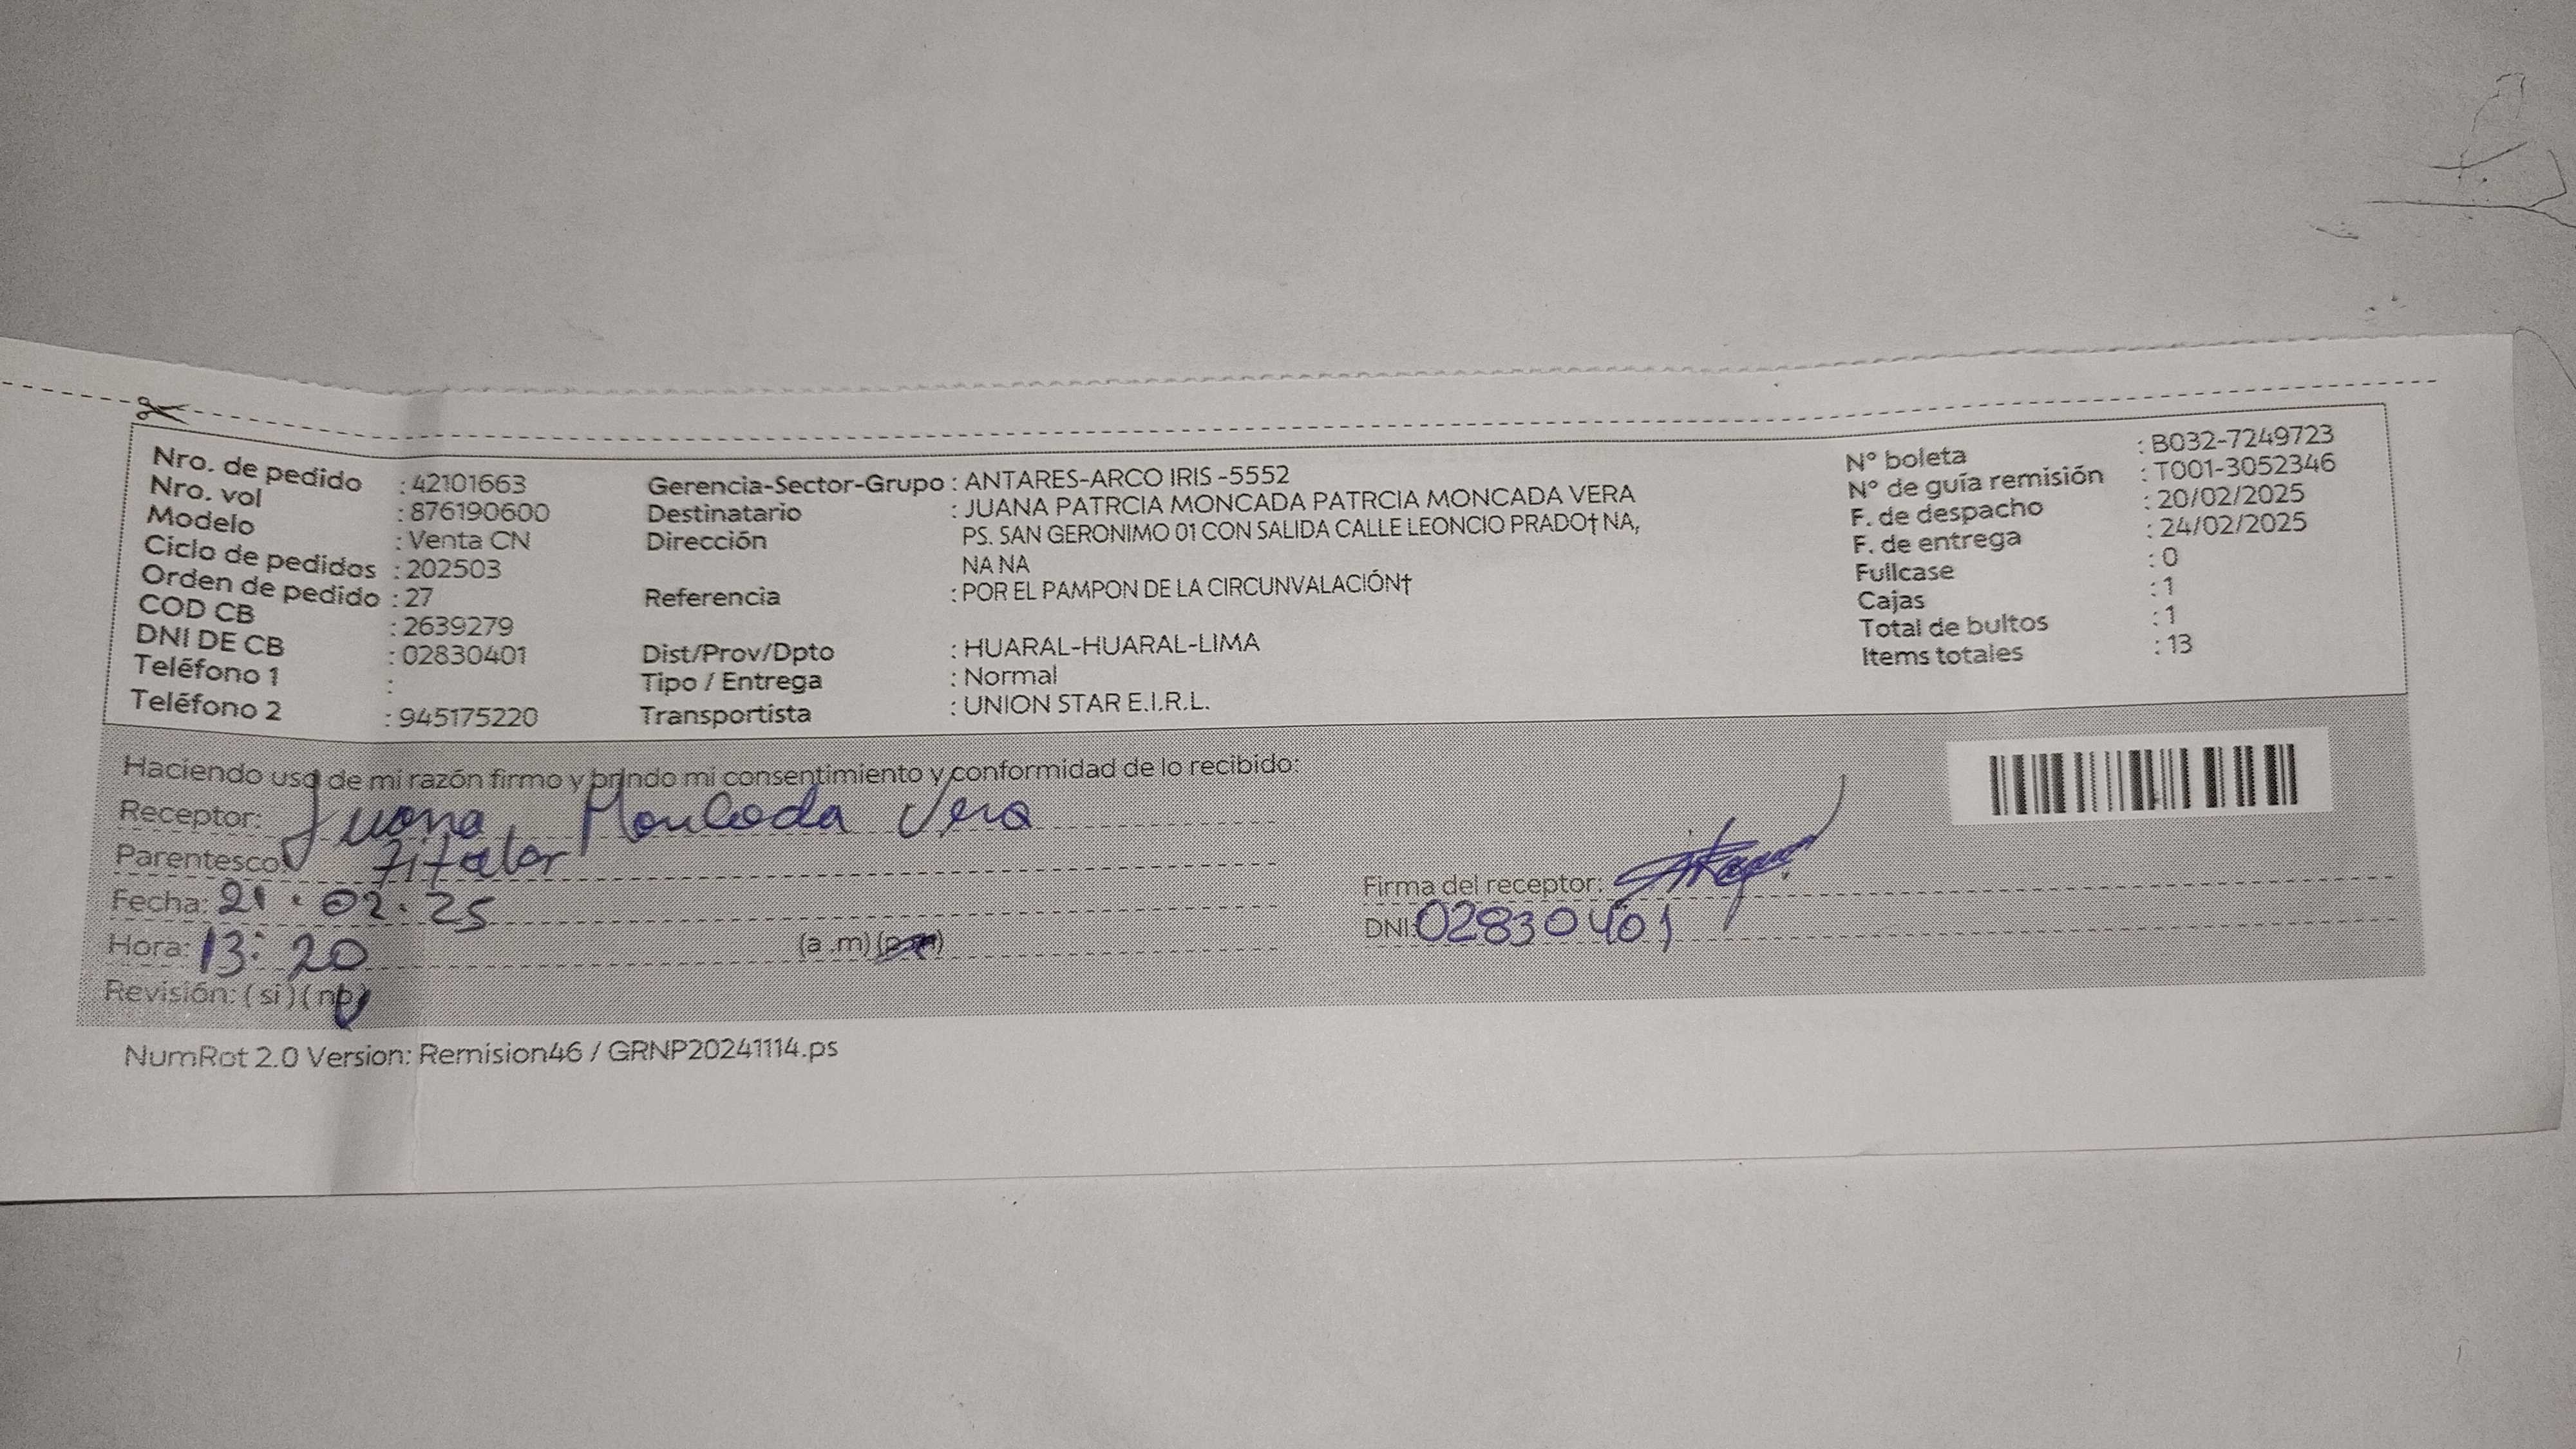 Nro. de pedido : 42101663
Nro. vol : 876190600
Modelo : Venta CN
Ciclo de pedidos : 202503
Orden de pedido : 27
COD CB : 2639279
DNI DE CB : 02830401
Teléfono 1 :
Teléfono 2 : 945175220
Gerencia-Sector-Grupo : ANTARES-ARCO IRIS -5552
Destinatario : JUANA PATRCIA MONCADA PATRCIA MONCADA VERA
Dirección PS. SAN GERONIMO 01 CON SALIDA CALLE LEONCIO PRADO† NA,
NA NA
Referencia : POR EL PAMPON DE LA CIRCUNVALACIÓN†
Dist/Prov/Dpto : HUARAL-HUARAL-LIMA
Tipo / Entrega : Normal
Transportista : UNION STAR E.I.R.L.
N° boleta : B032-7249723
N° de guía remisión : T001-3052346
F. de despacho : 20/02/2025
F. de entrega : 24/02/2025
Fullcase : 0
Cajas : 1
Total de bultos : 1
Items totales : 13
Haciendo uso de mi razón firmo y brindo mi consentimiento y conformidad de lo recibido:
Receptor: Juana Moncada Vera
Parentesco: Titular
Fecha: 21 . 02. 25
Hora: 13: 20 (a .m) (p.m)
Revisión: ( si ) ( no )
Firma del receptor:
DNI: 02830401
NumRot 2.0 Version: Remision46 / GRNP20241114.ps